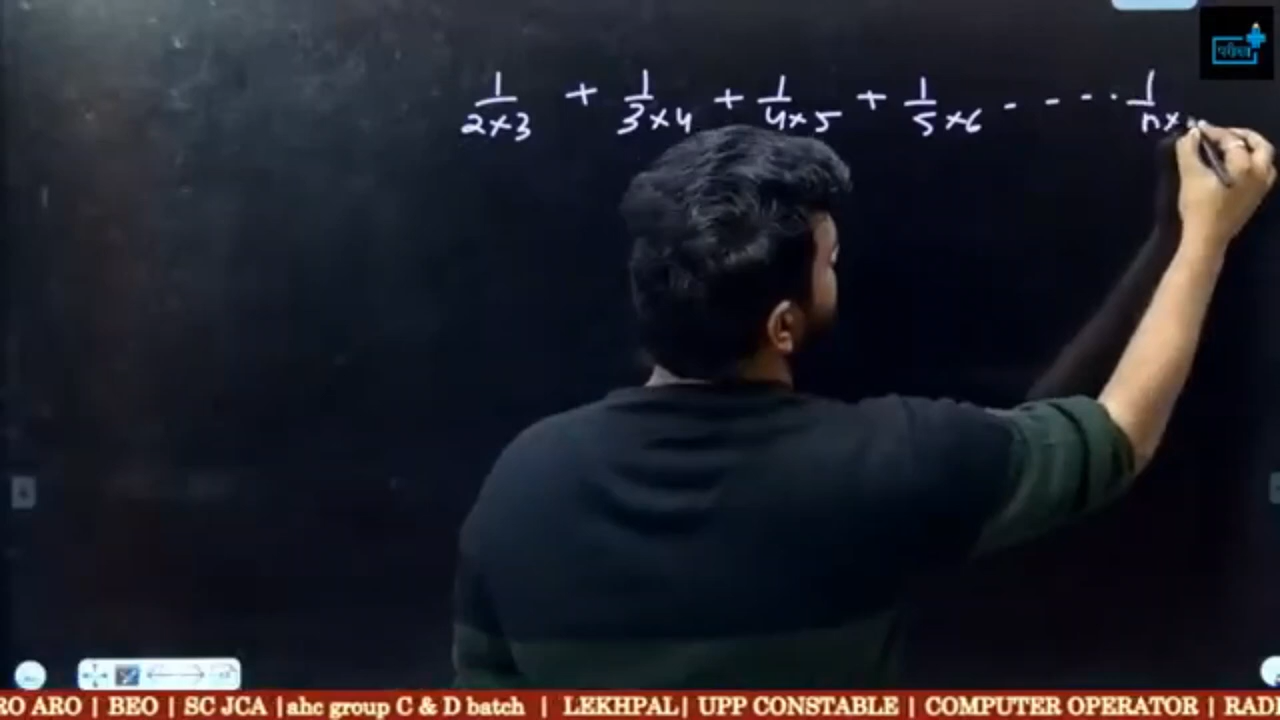 परीक्षा
1/2×3 + 1/3×4 + 1/4×5 + 1/5×6 - - - . 1/n×
RO ARO | BEO | SC JCA |ahc group C & D batch | LEKHPAL| UPP CONSTABLE | COMPUTER OPERATOR | RADI